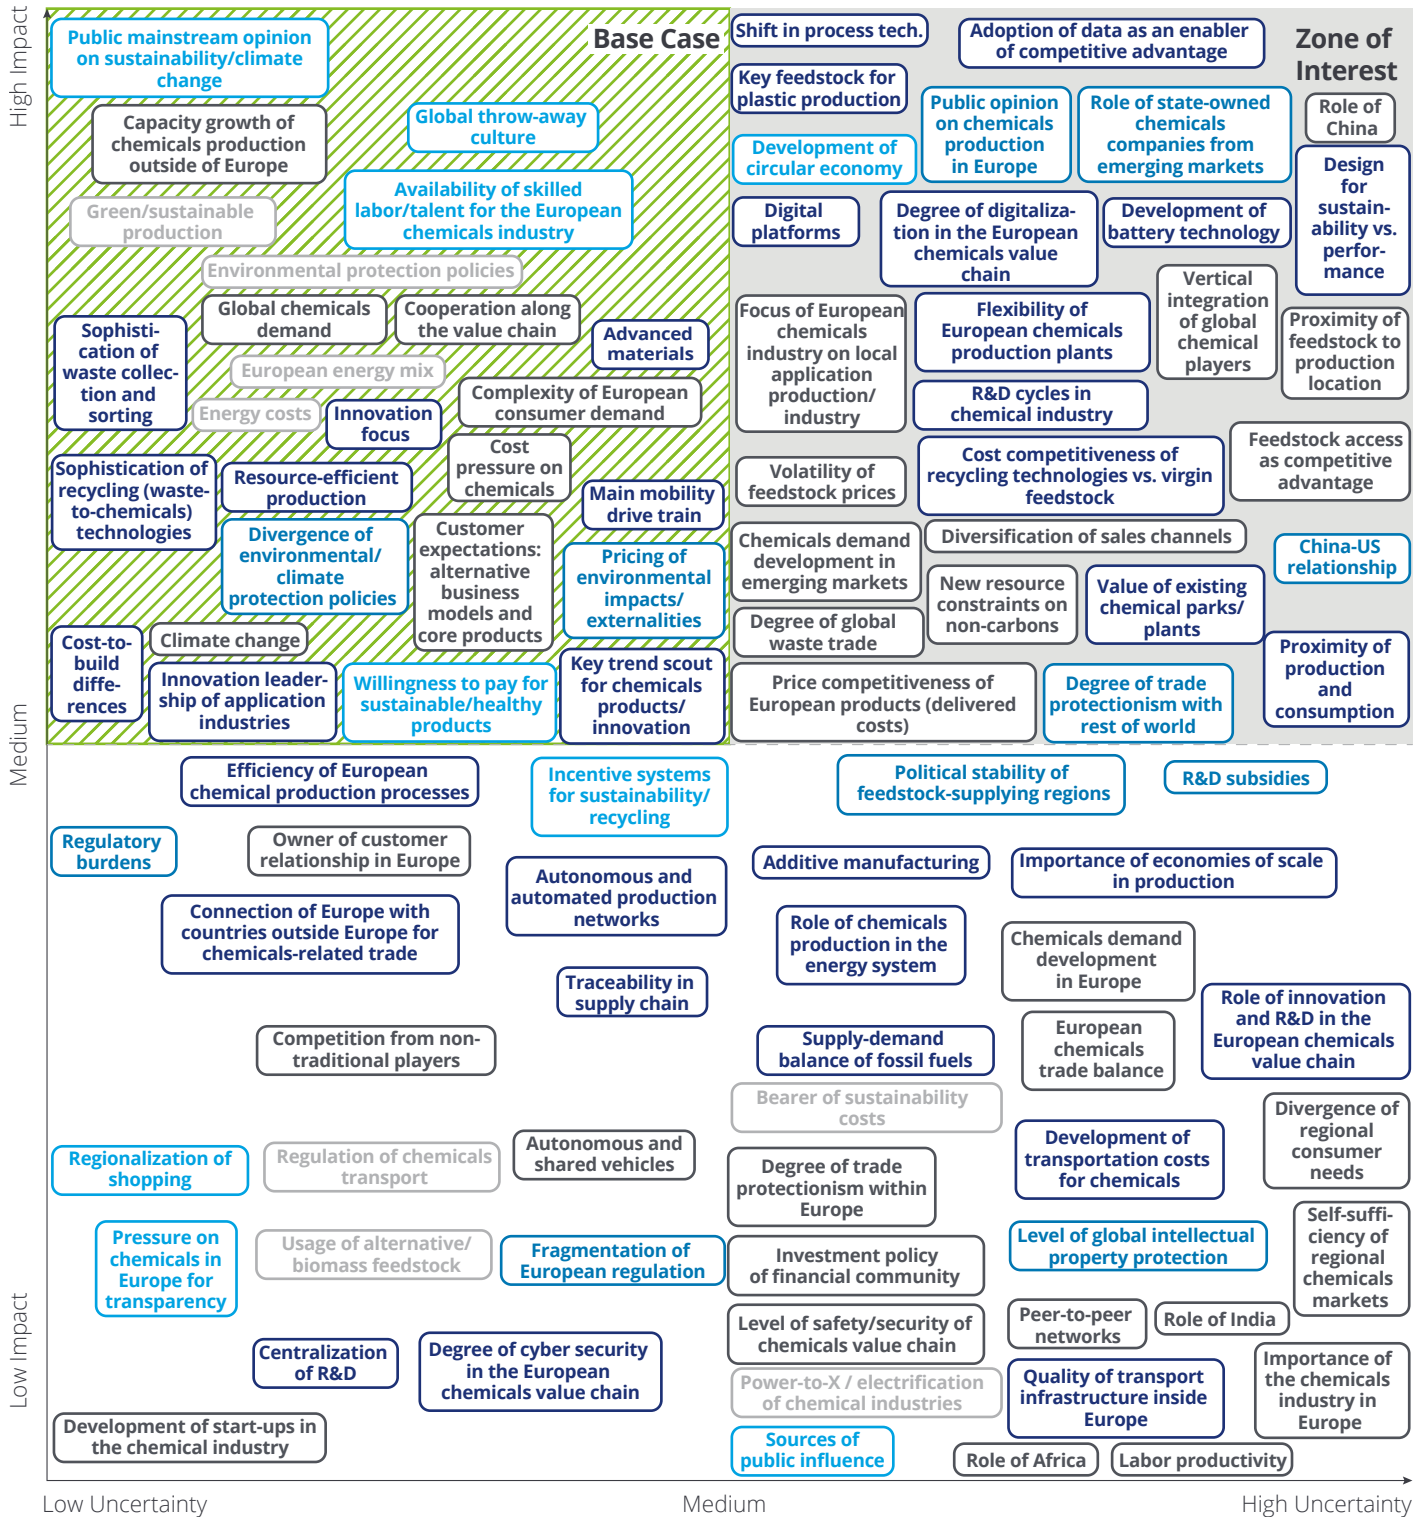 High Impact
Medium
Low Impact
Base Case
Public mainstream opinion
on sustainability/climate
change
Capacity growth of
chemicals production
outside of Europe
Global throw-away
culture
Availability of skilled
labor/talent for the European
chemicals industry
Green/sustainable
production
Environmental protection policies
Global chemicals
demand
Cooperation along
the value chain
Advanced
materials
Sophisti-
cation of
waste collec-
tion and
sorting
European energy mix
Complexity of European
consumer demand
Energy costs
Innovation
focus
Cost
pressure on
chemicals
Sophistication of
recycling (waste-
to-chemicals)
technologies
Resource-efficient
production
Main mobility
drive train
Divergence of
environmental/
climate
protection policies
Customer
expectations:
alternative
business
models and
core products
Pricing of
environmental
impacts/
externalities
Cost-to-
build
diffe-
rences
Climate change
Innovation leader-
ship of application
industries
Willingness to pay for
sustainable/healthy
products
Key trend scout
for chemicals
products/
innovation
Zone of
Interest
Shift in process tech.
Adoption of data as an enabler
of competitive advantage
Key feedstock for
plastic production
Public opinion
on chemicals
production
in Europe
Role of state-owned
chemicals
companies from
emerging markets
Role of
China
Development of
circular economy
Design
for
sustain-
ability vs.
perfor-
mance
Digital
platforms
Degree of digitaliza-
tion in the European
chemicals value
chain
Development of
battery technology
Focus of European
chemicals
industry on local
application
production/
industry
Flexibility of
European chemicals
production plants
Vertical
integration
of global
chemical
players
Proximity of
feedstock to
production
location
R&D cycles in
chemical industry
Volatility of
feedstock prices
Cost competitiveness of
recycling technologies vs. virgin
feedstock
Feedstock access
as competitive
advantage
Chemicals demand
development in
emerging markets
Diversification of sales channels
China-US
relationship
New resource
constraints on
non-carbons
Value of existing
chemical parks/
plants
Degree of global
waste trade
Proximity of
production
and
consumption
Price competitiveness of
European products (delivered
costs)
Degree of trade
protectionism with
rest of world
Efficiency of European
chemical production processes
Incentive systems
for sustainability/
recycling
Regulatory
burdens
Owner of customer
relationship in Europe
Autonomous and
automated production
networks
Connection of Europe with
countries outside Europe for
chemicals-related trade
Traceability in
supply chain
Competition from non-
traditional players
Autonomous and
shared vehicles
Regionalization of
shopping
Regulation of chemicals
transport
Pressure on
chemicals in
Europe for
transparency
Usage of alternative/
biomass feedstock
Fragmentation of
European regulation
Centralization
of R&D
Degree of cyber security
in the European
chemicals value chain
Development of start-ups in
the chemical industry
Political stability of
feedstock-supplying regions
R&D subsidies
Additive manufacturing
Importance of economies of scale
in production
Role of chemicals
production in the
energy system
Chemicals demand
development
in Europe
Role of innovation
and R&D in the
European chemicals
value chain
Supply-demand
balance of fossil fuels
European
chemicals
trade balance
Bearer of sustainability
costs
Divergence of
regional
consumer
needs
Development of
transportation costs
for chemicals
Degree of trade
protectionism within
Europe
Self-suffi-
ciency of
regional
chemicals
markets
Level of global intellectual
property protection
Investment policy
of financial community
Peer-to-peer
networks
Role of India
Level of safety/security of
chemicals value chain
Importance of
the chemicals
industry in
Europe
Quality of transport
infrastructure inside
Europe
Power-to-X / electrification
of chemical industries
Sources of
public influence
Role of Africa
Labor productivity
Low Uncertainty
Medium
High Uncertainty